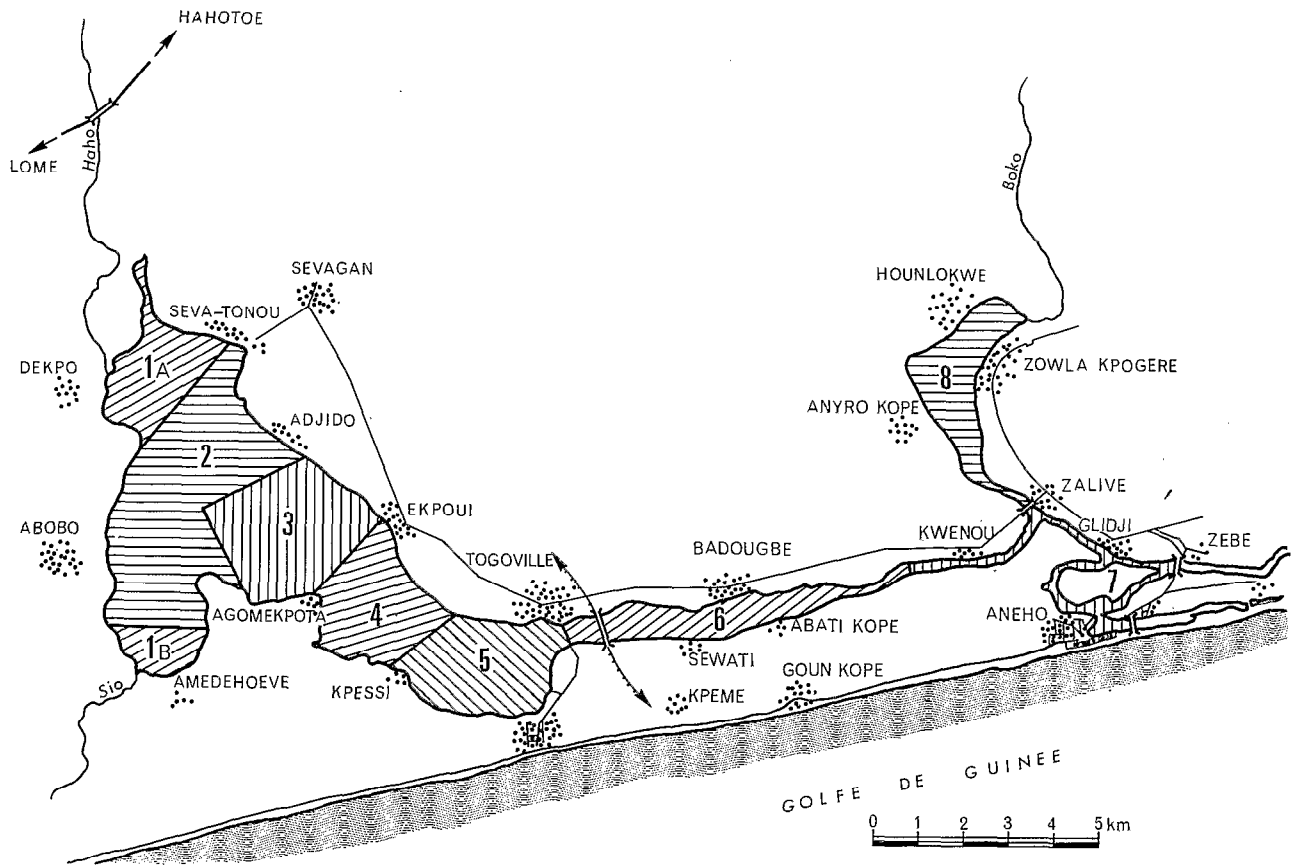 HAHOTOE
LOME
Haho
Boko
SEVAGAN
HOUNLOKWE
SEVA-TONOU
DEKPO
1A
8
ZOWLA KPOGERE
ANYRO KOPE
ADJIDO
2
ZALIVE
EKPOUI
3
GLIDJI
KWENOU
ZEBE
ABOBO
TOGOVILLE
BADOUGBE
7
AGOMEKPOTA
4
6
ABATI KOPE
ANEHO
1B
5
SEWATI
Sio
AMEDEHOEVE
KPESSI
GOUN KOPE
KPEME
GOLFE DE GUINEE
0 1 2 3 4 5 km